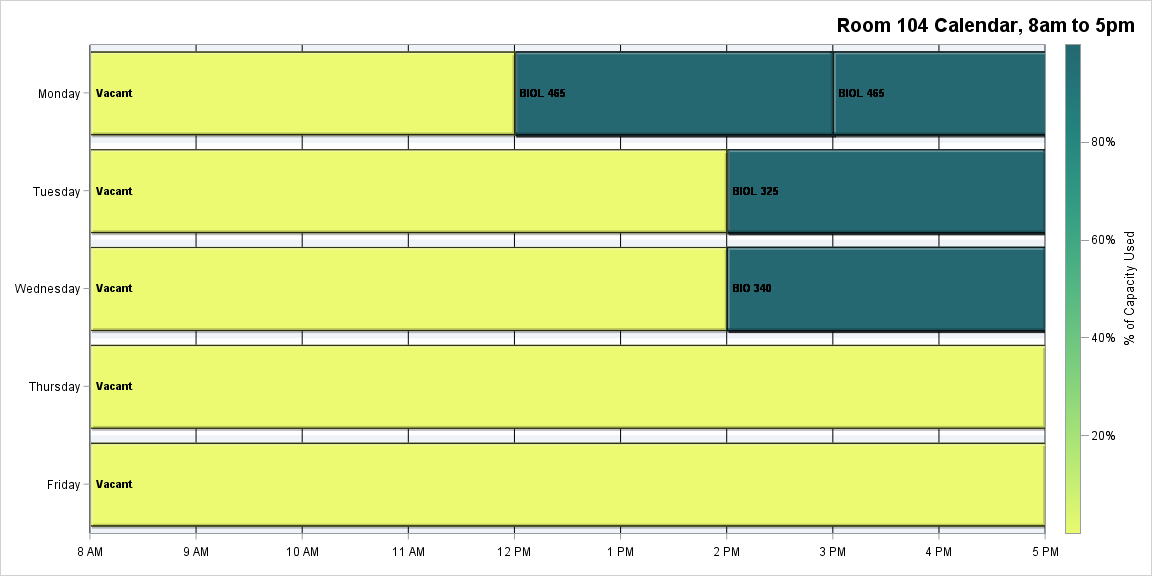 Room 104 Calendar, 8am to 5pm
Monday
Vacant
BIOL 465
BIOL 465
80%
Tuesday
Vacant
BIOL 325
60%
Wednesday
Vacant
BIO 340
% of Capacity Used
40%
Thursday
Vacant
20%
Friday
Vacant
8 AM
9 AM
10 AM
11 AM
12 PM
1 PM
2 PM
3 PM
4 PM
5 PM